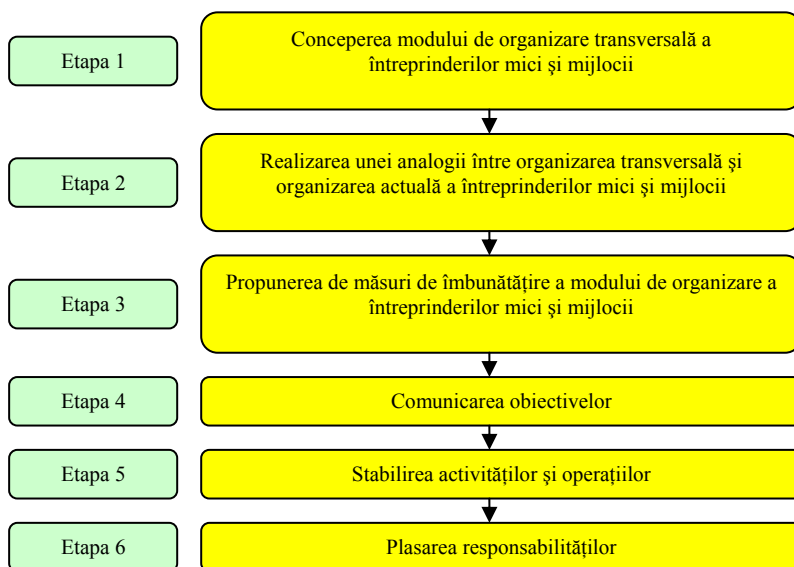 Etapa 1
Conceperea modului de organizare transversală a
întreprinderilor mici şi mijlocii
Etapa 2
Realizarea unei analogii între organizarea transversală şi
organizarea actuală a întreprinderilor mici şi mijlocii
Etapa 3
Propunerea de măsuri de îmbunătăţire a modului de organizare a
întreprinderilor mici şi mijlocii
Etapa 4
Comunicarea obiectivelor
Etapa 5
Stabilirea activităţilor şi operaţiilor
Etapa 6
Plasarea responsabilităţilor